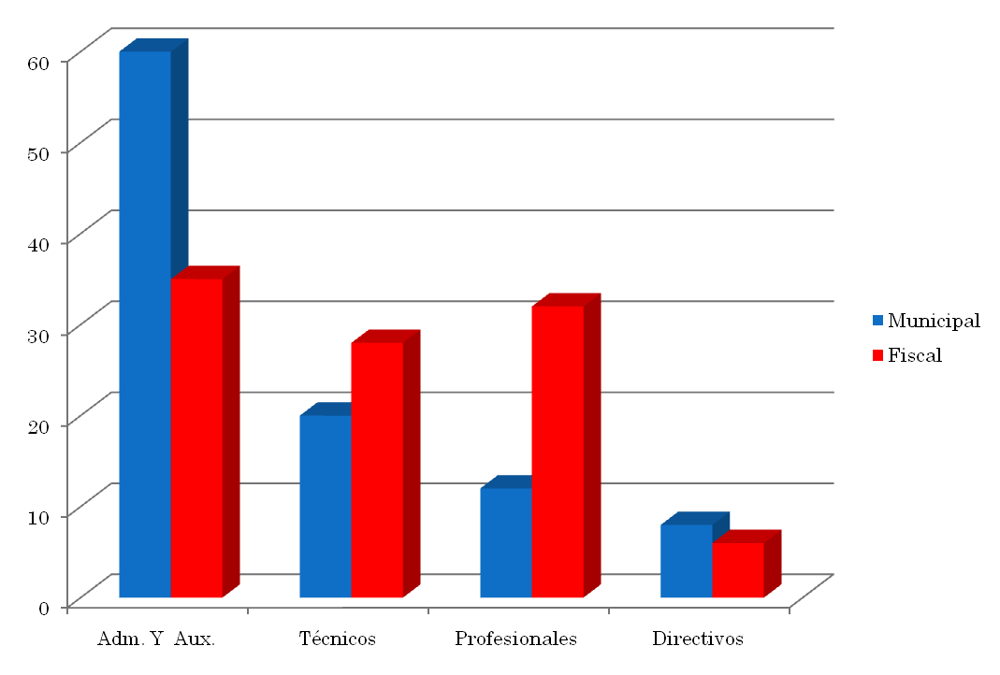 60
50
40
30
20
10
0
Adm. Y Aux.
Técnicos
Profesionales
Directivos
Municipal
Fiscal